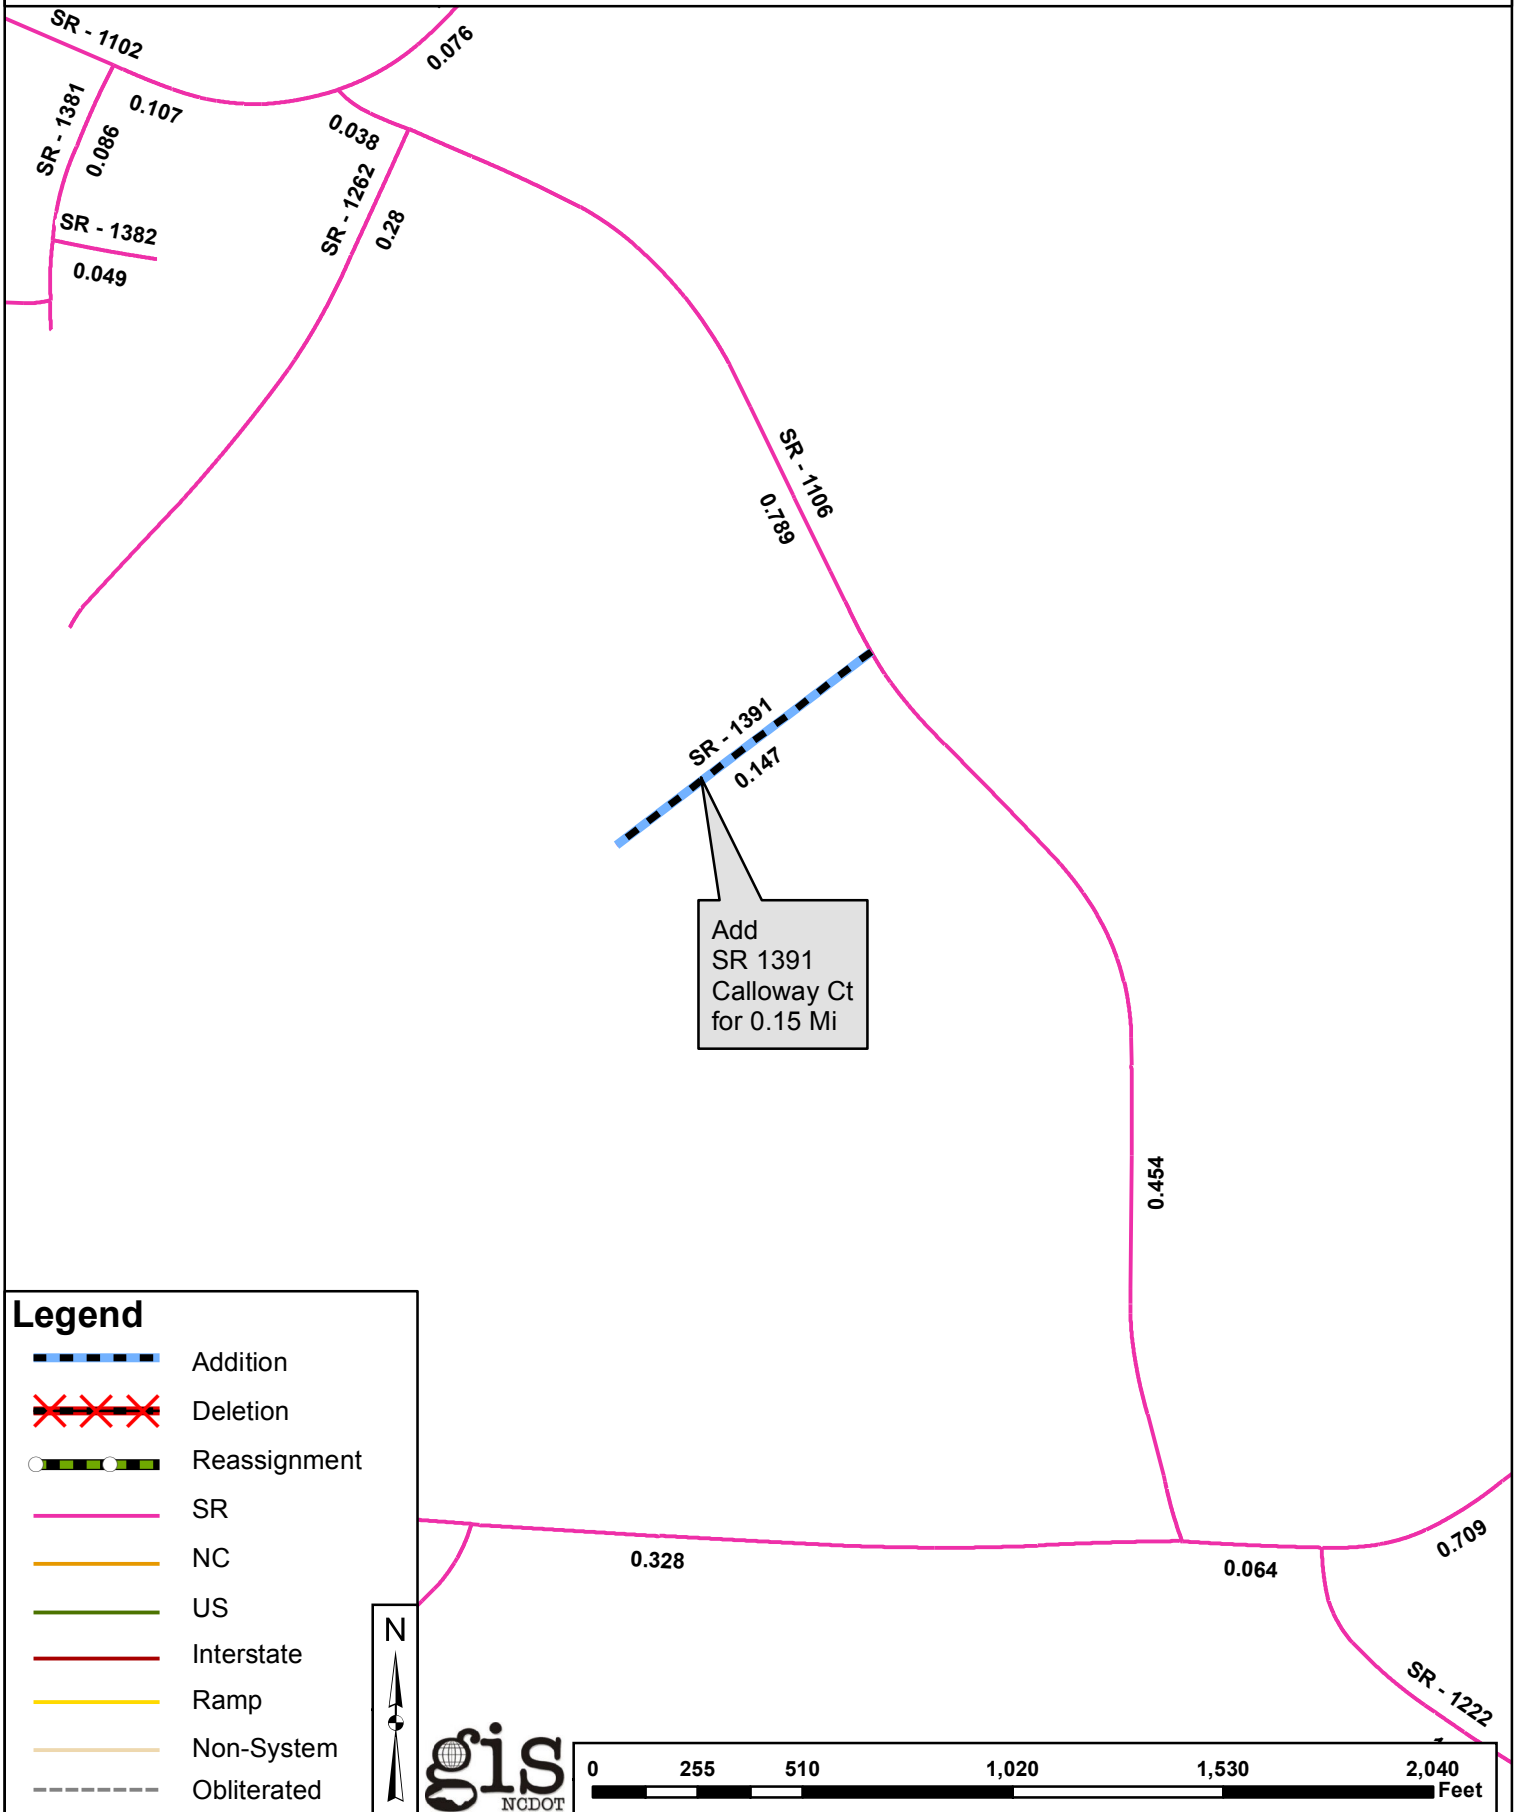 SR - 1102
0.076
SR - 1381
0.107
0.086
0.038
SR - 1262
0.28
SR - 1382
0.049
SR - 1106
0.789
SR - 1391
0.147
Add
SR 1391
Calloway Ct
for 0.15 Mi
0.454
0.328
0.064
0.709
SR - 1222
Legend
Addition
Deletion
Reassignment
SR
NC
US
Interstate
Ramp
Non-System
Obliterated
N
gis
NCDOT
0 255 510 1,020 1,530 2,040
Feet